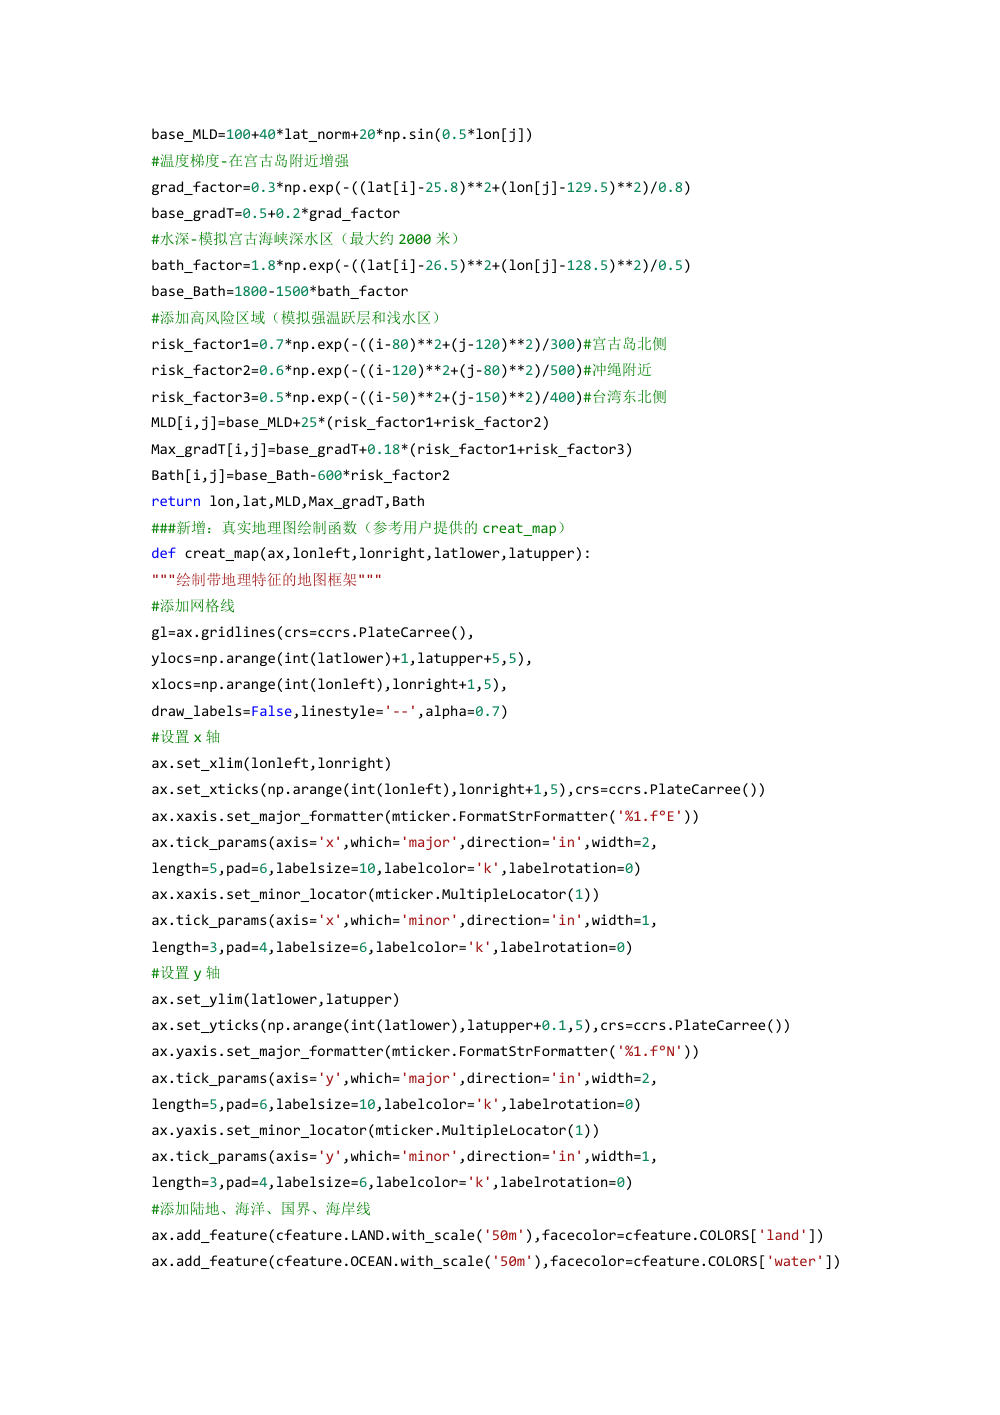 base_MLD=100+40*lat_norm+20*np.sin(0.5*lon[j])
#温度梯度-在宫古岛附近增强
grad_factor=0.3*np.exp(-((lat[i]-25.8)**2+(lon[j]-129.5)**2)/0.8)
base_gradT=0.5+0.2*grad_factor
#水深-模拟宫古海峡深水区（最大约 2000 米）
bath_factor=1.8*np.exp(-((lat[i]-26.5)**2+(lon[j]-128.5)**2)/0.5)
base_Bath=1800-1500*bath_factor
#添加高风险区域（模拟强温跃层和浅水区）
risk_factor1=0.7*np.exp(-((i-80)**2+(j-120)**2)/300)#宫古岛北侧
risk_factor2=0.6*np.exp(-((i-120)**2+(j-80)**2)/500)#冲绳附近
risk_factor3=0.5*np.exp(-((i-50)**2+(j-150)**2)/400)#台湾东北侧
MLD[i,j]=base_MLD+25*(risk_factor1+risk_factor2)
Max_gradT[i,j]=base_gradT+0.18*(risk_factor1+risk_factor3)
Bath[i,j]=base_Bath-600*risk_factor2
return lon,lat,MLD,Max_gradT,Bath
###新增：真实地理图绘制函数（参考用户提供的 creat_map）
def creat_map(ax,lonleft,lonright,latlower,latupper):
"""绘制带地理特征的地图框架"""
#添加网格线
gl=ax.gridlines(crs=ccrs.PlateCarree(),
ylocs=np.arange(int(latlower)+1,latupper+5,5),
xlocs=np.arange(int(lonleft),lonright+1,5),
draw_labels=False,linestyle='--',alpha=0.7)
#设置 x 轴
ax.set_xlim(lonleft,lonright)
ax.set_xticks(np.arange(int(lonleft),lonright+1,5),crs=ccrs.PlateCarree())
ax.xaxis.set_major_formatter(mticker.FormatStrFormatter('%1.f°E'))
ax.tick_params(axis='x',which='major',direction='in',width=2,
length=5,pad=6,labelsize=10,labelcolor='k',labelrotation=0)
ax.xaxis.set_minor_locator(mticker.MultipleLocator(1))
ax.tick_params(axis='x',which='minor',direction='in',width=1,
length=3,pad=4,labelsize=6,labelcolor='k',labelrotation=0)
#设置 y 轴
ax.set_ylim(latlower,latupper)
ax.set_yticks(np.arange(int(latlower),latupper+0.1,5),crs=ccrs.PlateCarree())
ax.yaxis.set_major_formatter(mticker.FormatStrFormatter('%1.f°N'))
ax.tick_params(axis='y',which='major',direction='in',width=2,
length=5,pad=6,labelsize=10,labelcolor='k',labelrotation=0)
ax.yaxis.set_minor_locator(mticker.MultipleLocator(1))
ax.tick_params(axis='y',which='minor',direction='in',width=1,
length=3,pad=4,labelsize=6,labelcolor='k',labelrotation=0)
#添加陆地、海洋、国界、海岸线
ax.add_feature(cfeature.LAND.with_scale('50m'),facecolor=cfeature.COLORS['land'])
ax.add_feature(cfeature.OCEAN.with_scale('50m'),facecolor=cfeature.COLORS['water'])